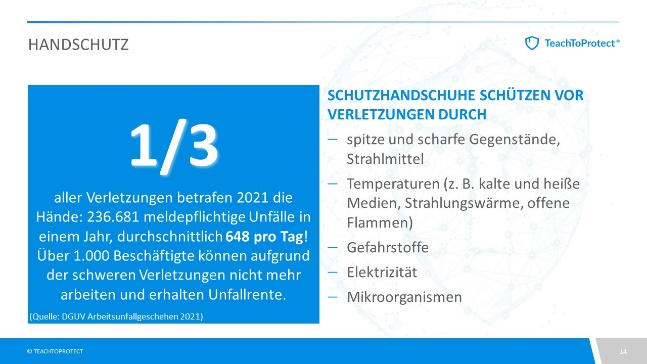 HANDSCHUTZ
TeachToProtect®
1/3
aller Verletzungen betrafen 2021 die
Hände: 236.681 meldepflichtige Unfälle in
einem Jahr, durchschnittlich 648 pro Tag!
Über 1.000 Beschäftigte können aufgrund
der schweren Verletzungen nicht mehr
arbeiten und erhalten Unfallrente.
(Quelle: DGUV Arbeitsunfallgeschehen 2021)
SCHUTZHANDSCHUHE SCHÜTZEN VOR
VERLETZUNGEN DURCH
– spitze und scharfe Gegenstände,
Strahlmittel
– Temperaturen (z. B. kalte und heiße
Medien, Strahlungswärme, offene
Flammen)
– Gefahrstoffe
– Elektrizität
– Mikroorganismen
© TEACHTOPROTECT
14